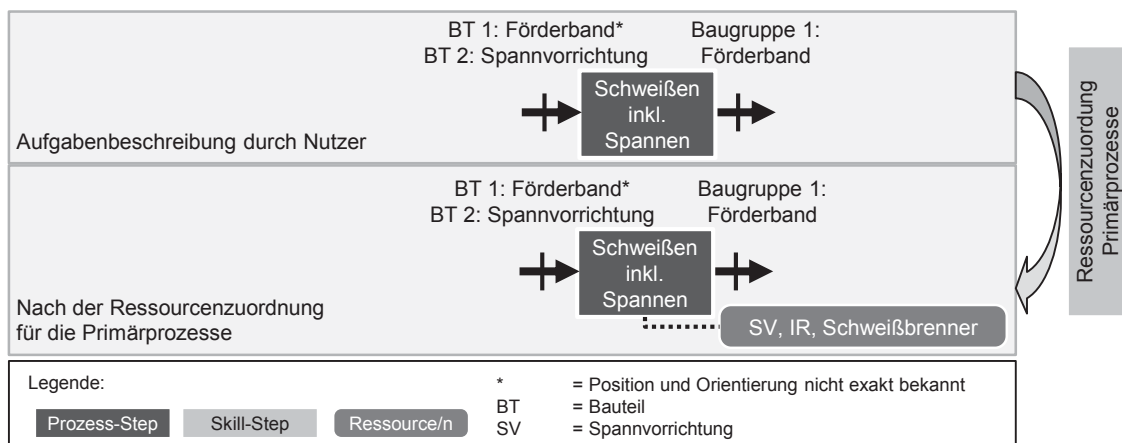 BT 1: Förderband*
BT 2: Spannvorrichtung
Baugruppe 1:
Förderband
Schweißen
inkl.
Spannen
Aufgabenbeschreibung durch Nutzer
BT 1: Förderband*
BT 2: Spannvorrichtung
Baugruppe 1:
Förderband
Schweißen
inkl.
Spannen
Nach der Ressourcenzuordnung
für die Primärprozesse
SV, IR, Schweißbrenner
Ressourcenzuordung
Primärprozesse
Legende:
Prozess-Step
Skill-Step
Ressource/n
* = Position und Orientierung nicht exakt bekannt
BT = Bauteil
SV = Spannvorrichtung